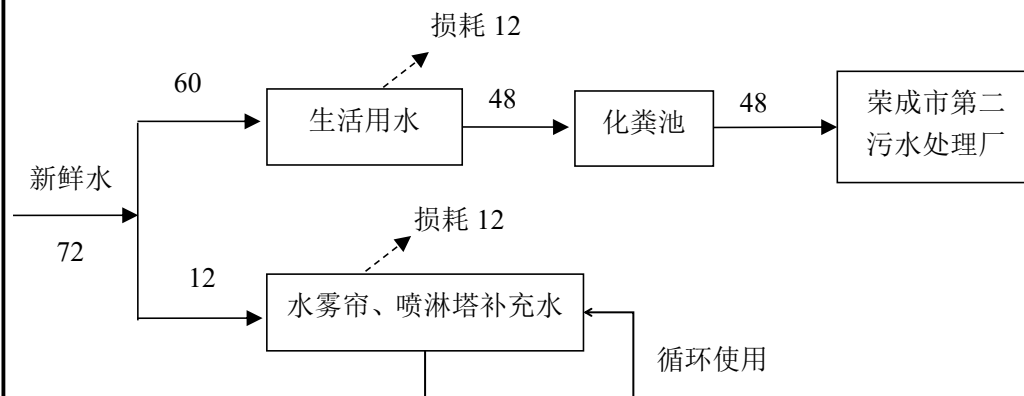 损耗 12
60
生活用水
48
化粪池
48
荣成市第二
污水处理厂
新鲜水
72
损耗 12
12
水雾帘、喷淋塔补充水
循环使用